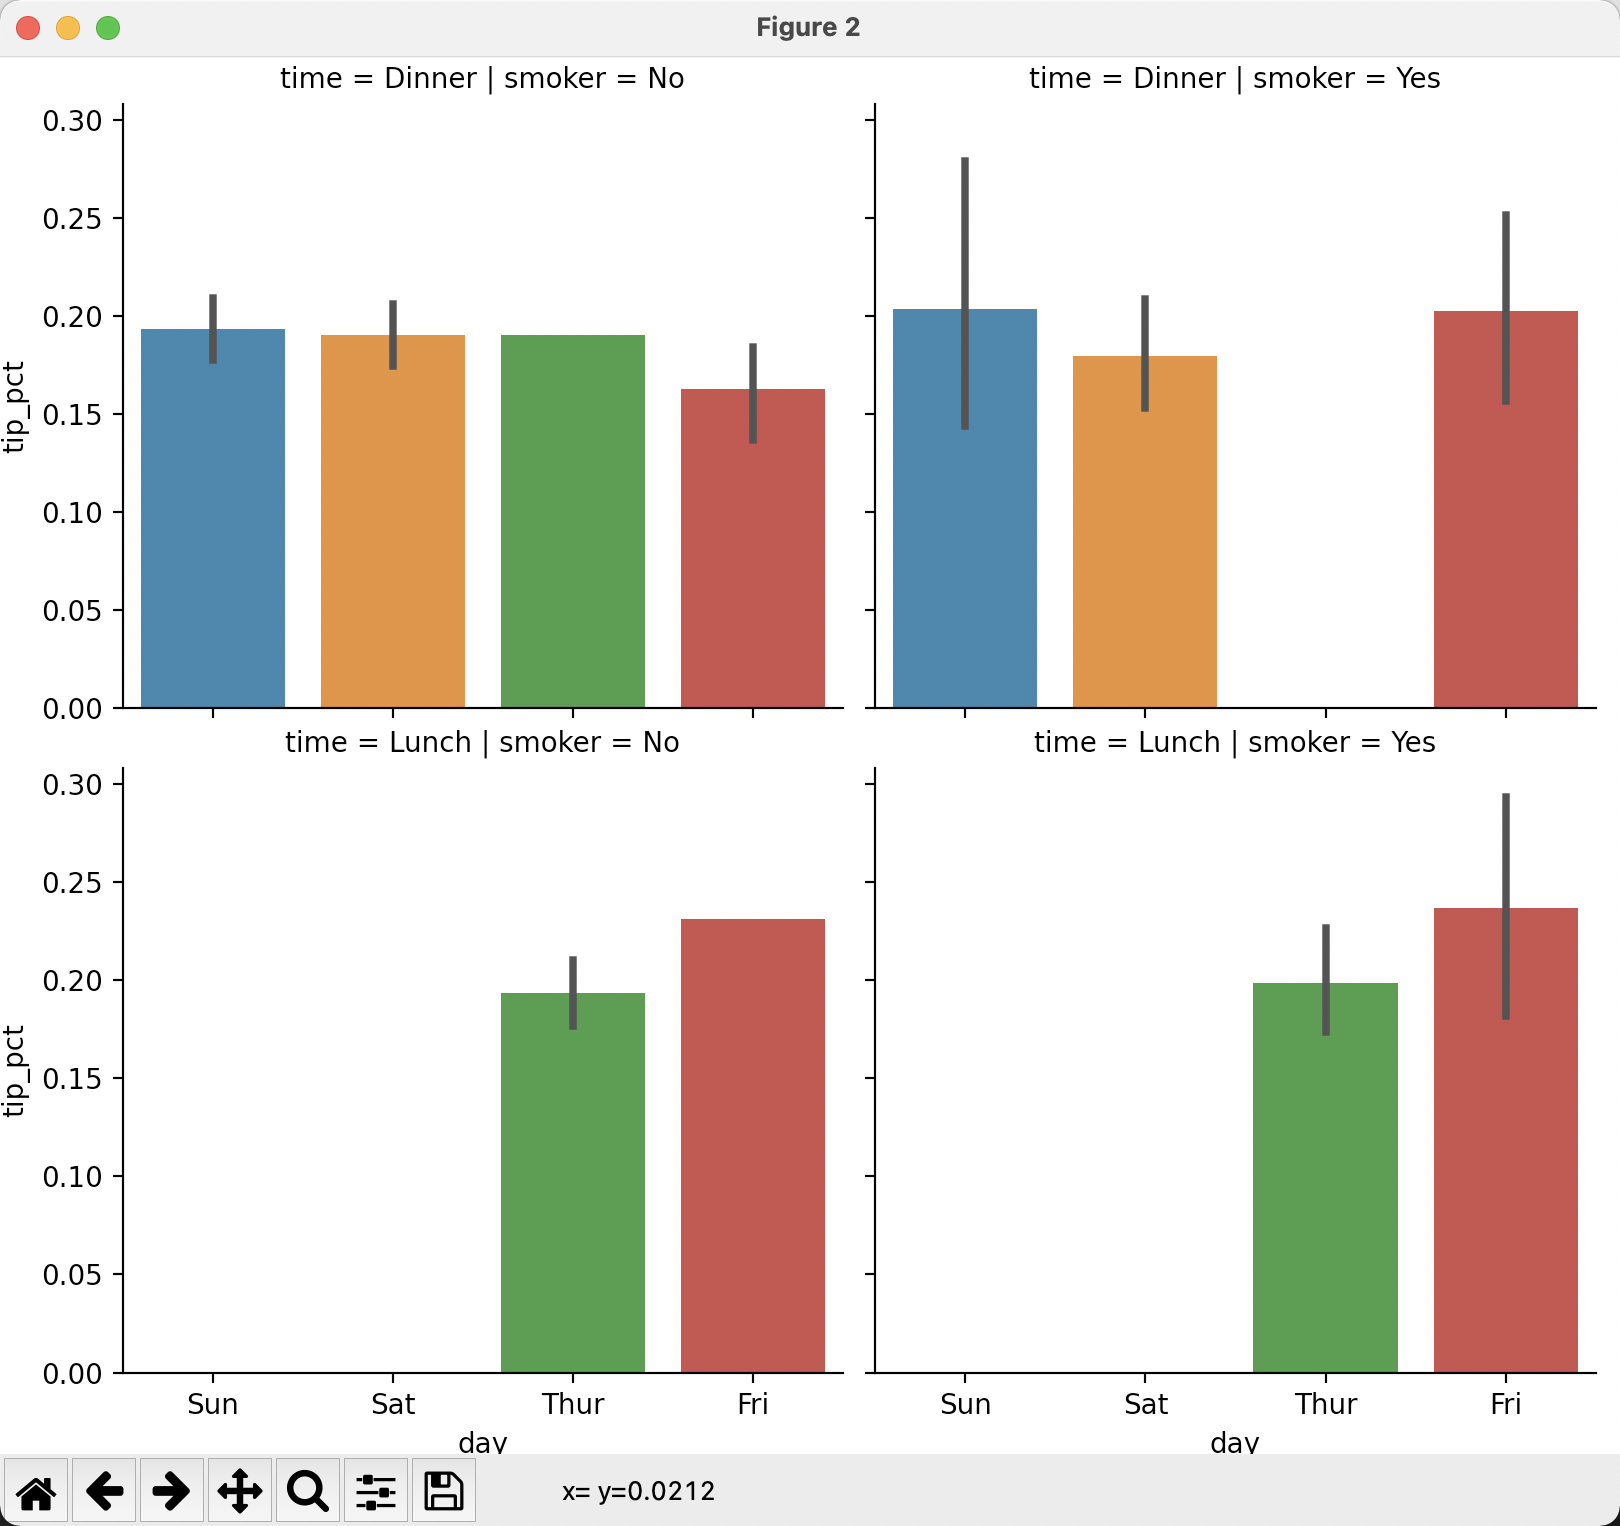 Figure 2
time = Dinner | smoker = No
time = Dinner | smoker = Yes
0.30
0.25
0.20
0.15
0.10
0.05
0.00
tip_pct
time = Lunch | smoker = No
time = Lunch | smoker = Yes
0.30
0.25
0.20
0.15
0.10
0.05
0.00
tip_pct
Sun Sat Thur Fri
Sun Sat Thur Fri
day
day
x= y=0.0212